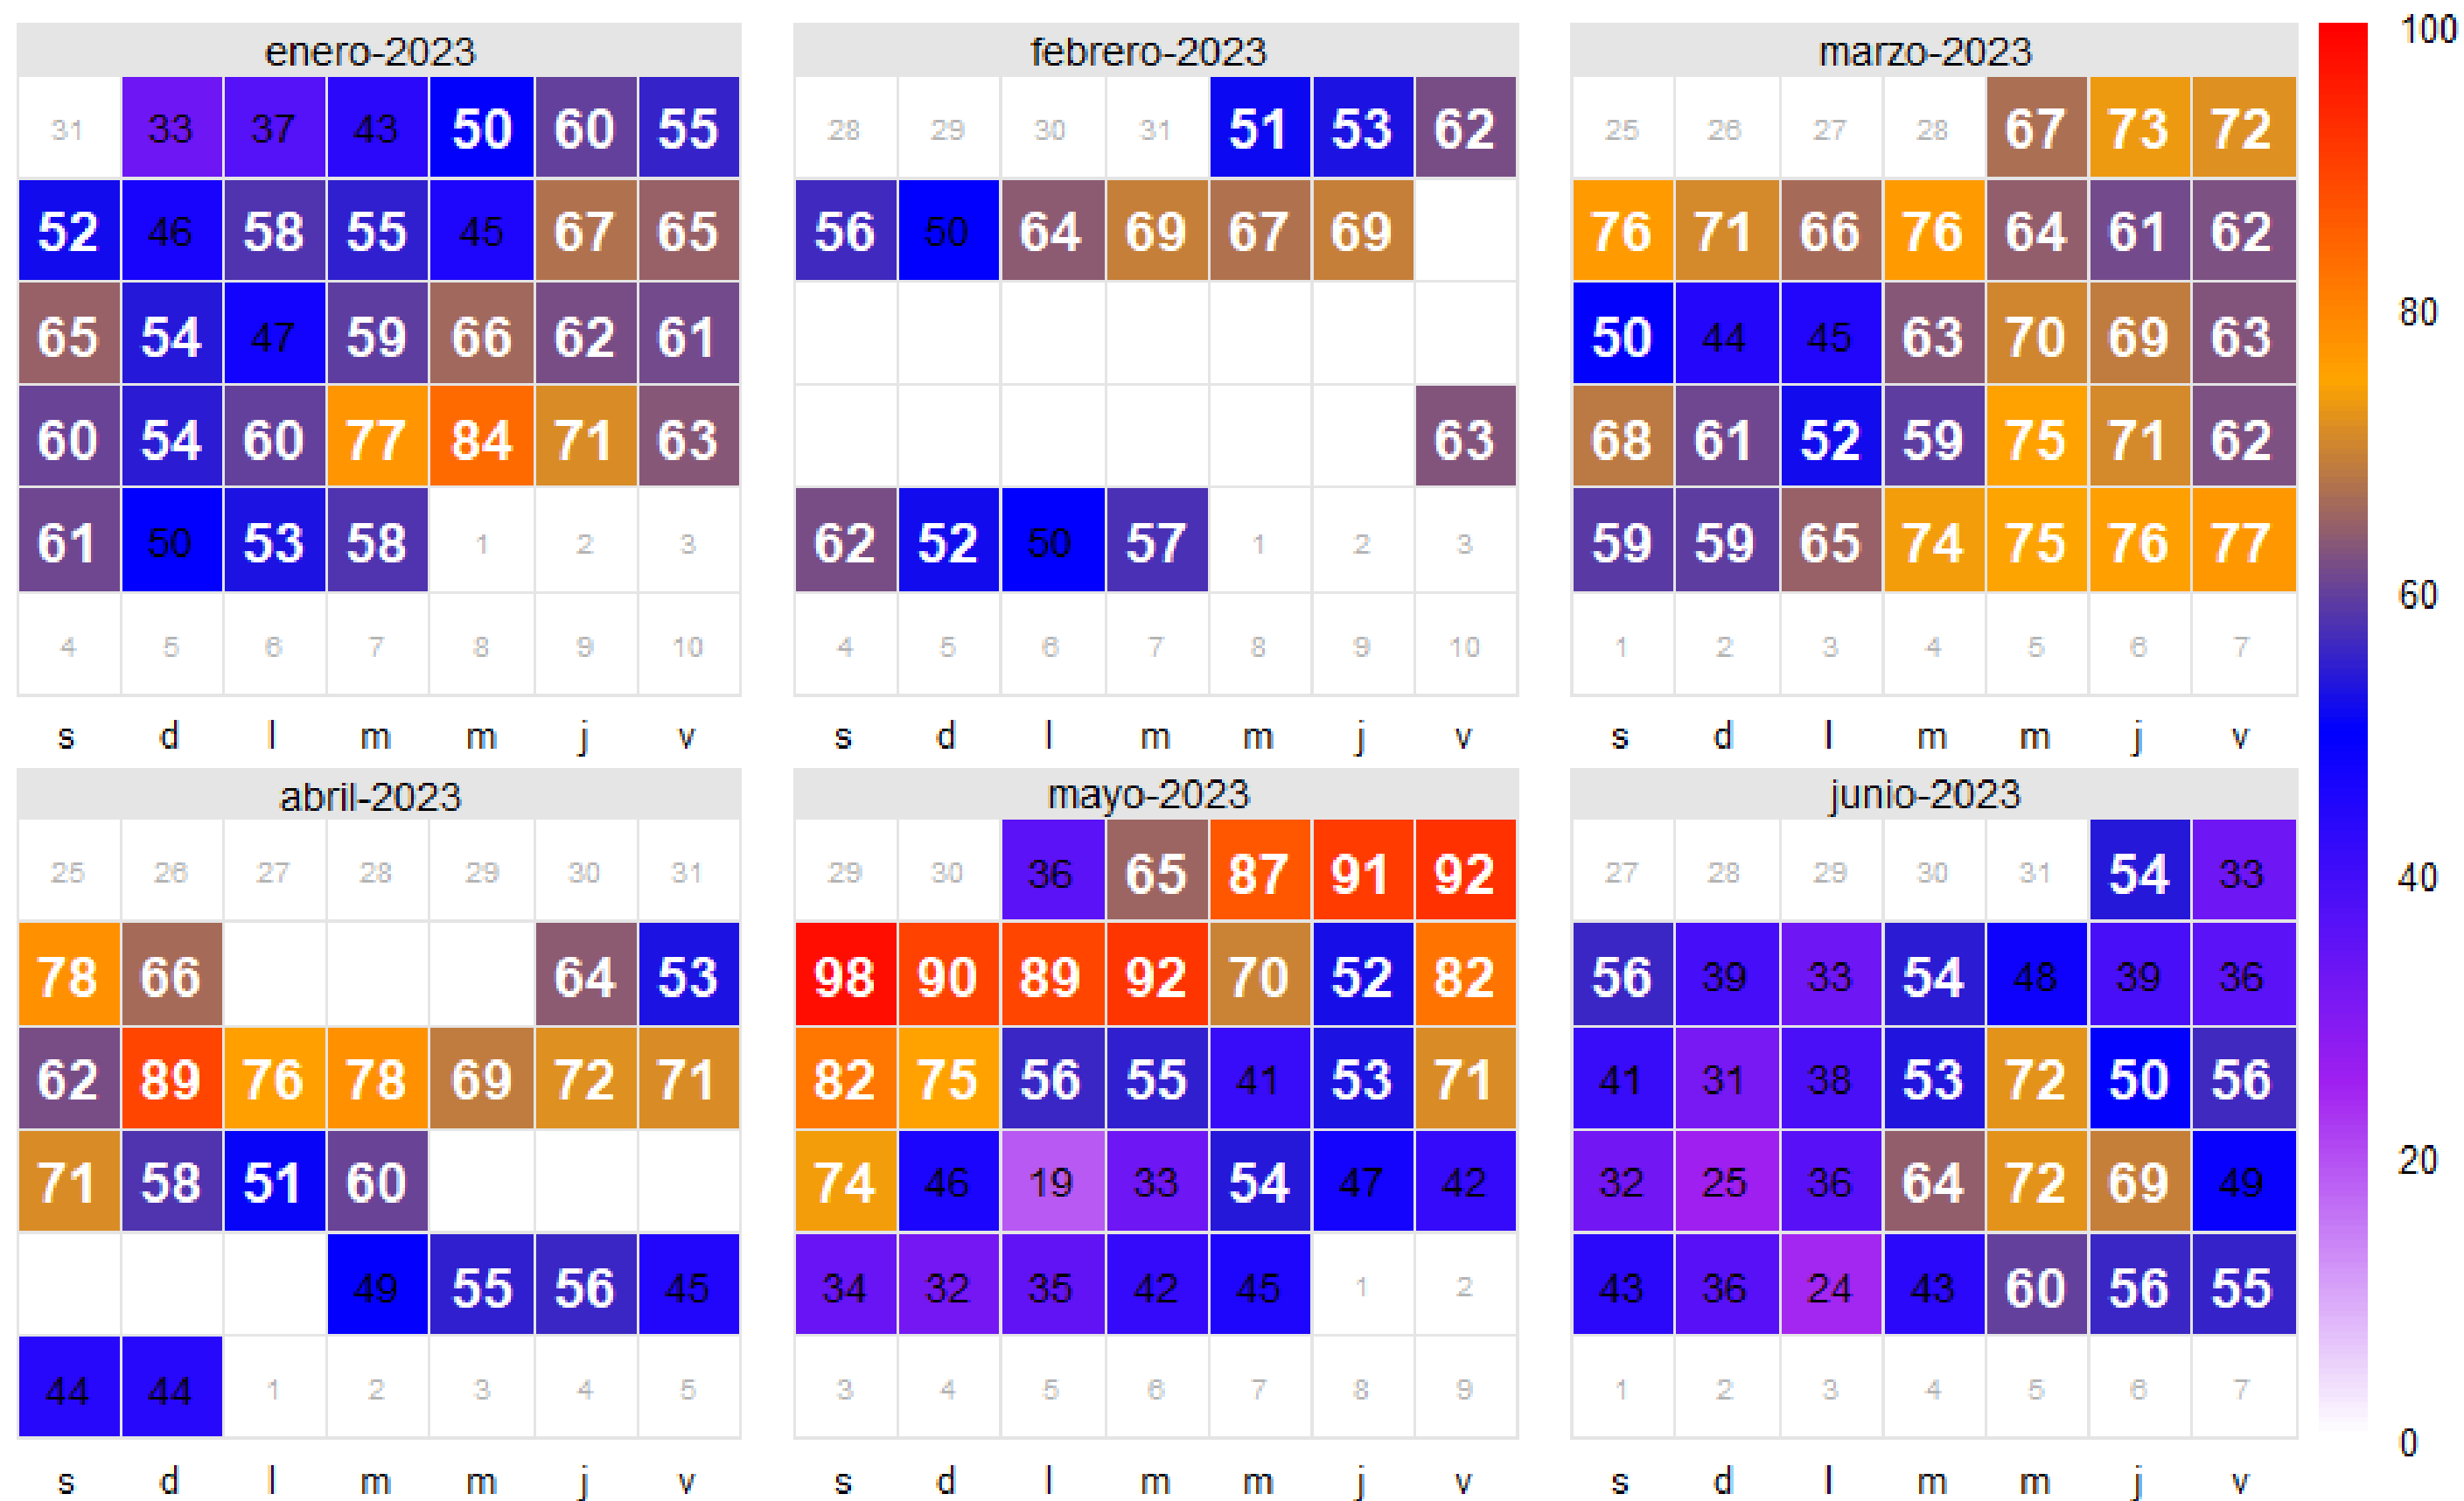 enero-2023 febrero-2023 marzo-2023 100
31 33 37 43 50 60 55 28 29 30 31 51 53 62 25 26 27 28 67 73 72
52 46 58 55 45 67 65 56 50 64 69 67 69 76 71 66 76 64 61 62
80
65 54 47 59 66 62 61 50 44 45 63 70 69 63
60 54 60 77 84 71 63 63 68 61 52 59 75 71 62
61 50 53 58 1 2 3 62 52 50 57 1 2 3 59 59 65 74 75 76 77
60
4 5 6 7 8 9 10 4 5 6 7 8 9 10 1 2 3 4 5 6 7
s d l m m j v s d l m m j v s d l m m j v
abril-2023 mayo-2023 junio-2023
25 26 27 28 29 30 31 29 30 36 65 87 91 92 27 28 29 30 31 54 33
40
78 66 64 53 98 90 89 92 70 52 82 56 39 33 54 48 39 36
62 89 76 78 69 72 71 82 75 56 55 41 53 71 41 31 38 53 72 50 56
20
71 58 51 60 74 46 19 33 54 47 42 32 25 36 64 72 69 49
49 55 56 45 34 32 35 42 45 1 2 43 36 24 43 60 56 55
44 44 1 2 3 4 5 3 4 5 6 7 8 9 1 2 3 4 5 6 7
0
s d l m m j v s d l m m j v s d l m m j v